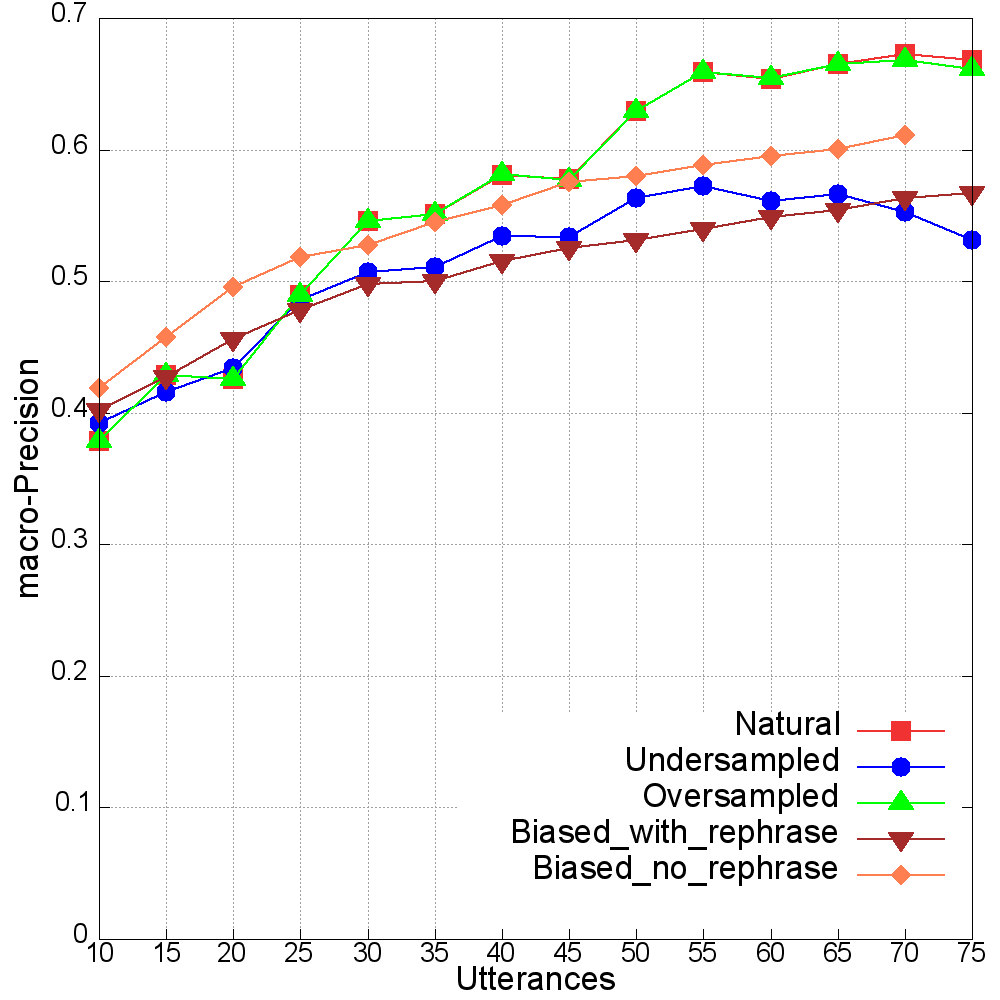 0.7
0.6
0.5
0.4
0.3
0.2
0.1
0
macro-Precision
Natural
Undersampled
Oversampled
Biased_with_rephrase
Biased_no_rephrase
10 15 20 25 30 35 40 45 50 55 60 65 70 75
Utterances